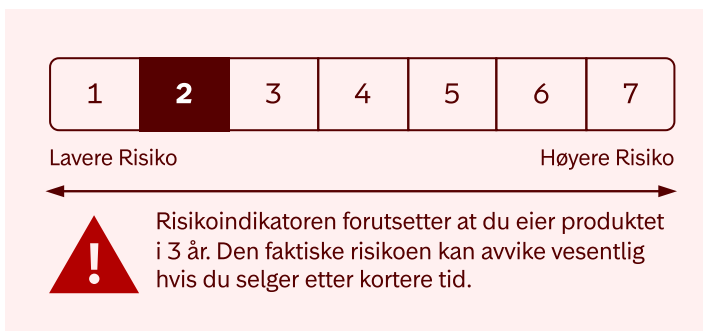 1 2 3 4 5 6 7
Lavere Risiko Høyere Risiko
!
Risikoindikatoren forutsetter at du eier produktet
i 3 år. Den faktiske risikoen kan avvike vesentlig
hvis du selger etter kortere tid.